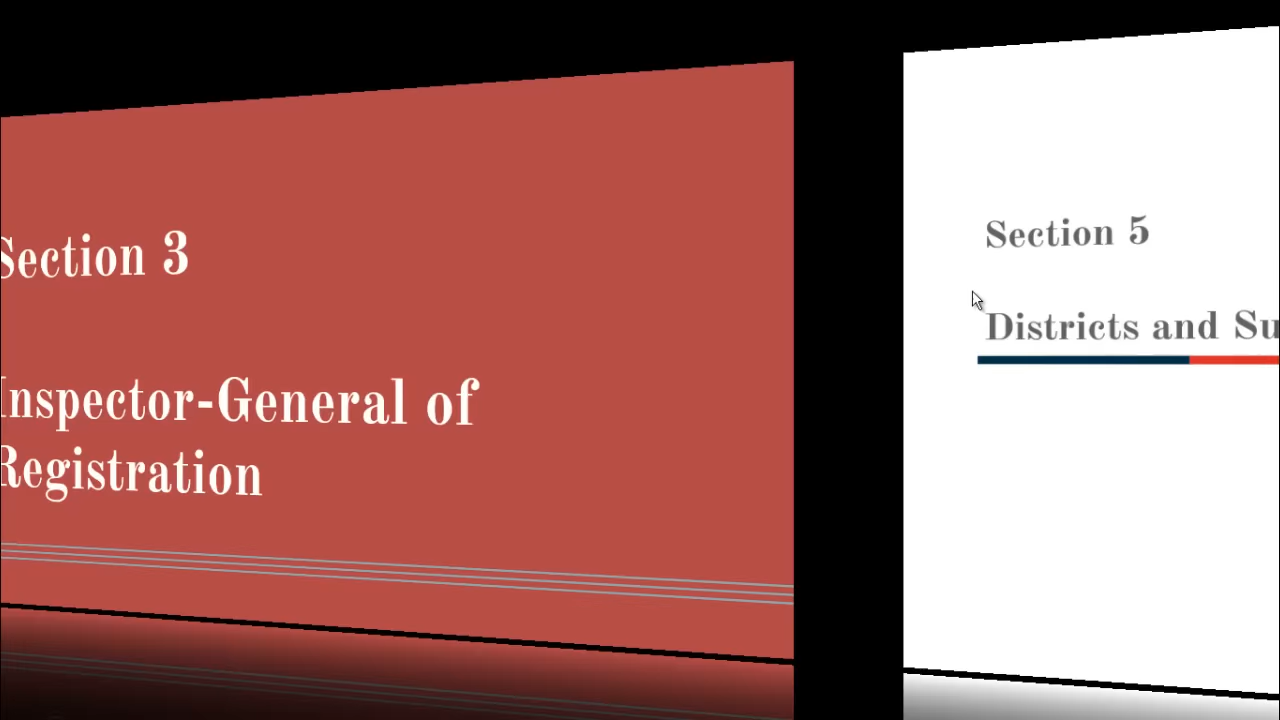 Section 3
Inspector-General of
Registration
Section 5
Districts and Su